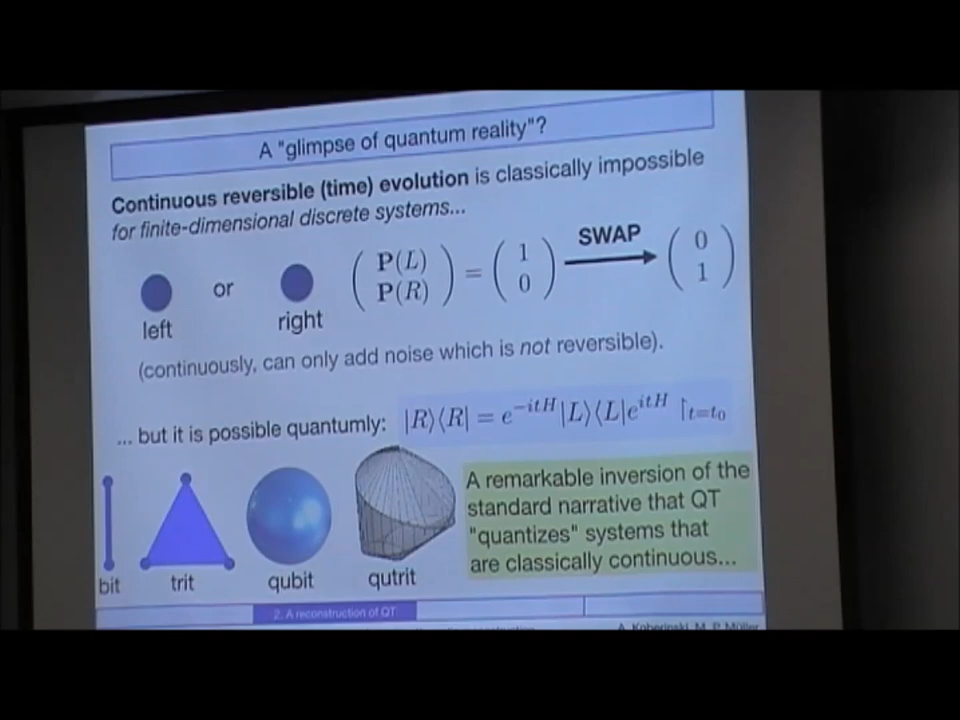 A "glimpse of quantum reality"?
Continuous reversible (time) evolution is classically impossible
for finite-dimensional discrete systems...
left or right ( P(L) P(R) ) = ( 1 0 ) SWAP ( 0 1 )
(continuously, can only add noise which is not reversible).
... but it is possible quantumly: |R⟩⟨R| = e^{-itH}|L⟩⟨L|e^{itH} ↾_{t=t_0}
A remarkable inversion of the
standard narrative that QT
"quantizes" systems that
are classically continuous...
bit trit qubit qutrit
2. A reconstruction of QT
A. Koberinski, M. P. Müller